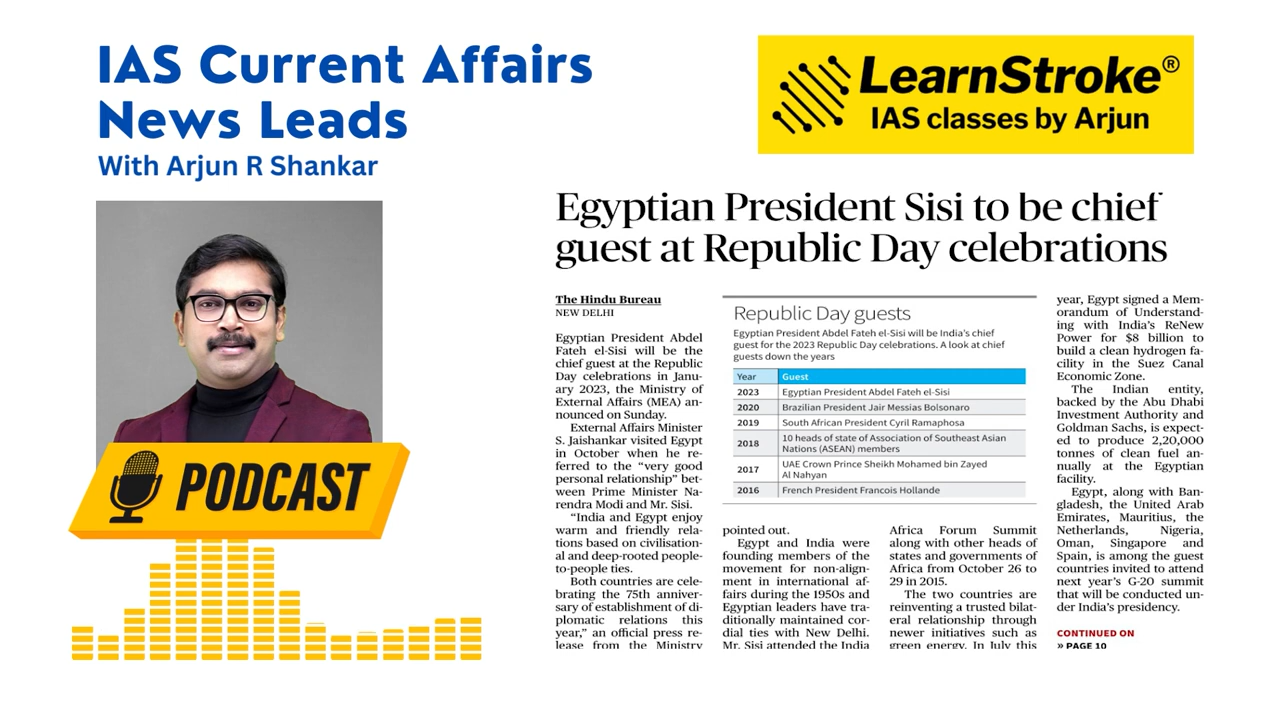 IAS Current Affairs
News Leads
With Arjun R Shankar
LearnStroke®
IAS classes by Arjun
PODCAST
Egyptian President Sisi to be chief
guest at Republic Day celebrations
The Hindu Bureau
NEW DELHI
Egyptian President Abdel
Fateh el-Sisi will be the
chief guest at the Republic
Day celebrations in Janu-
ary 2023, the Ministry of
External Affairs (MEA) an-
nounced on Sunday.
External Affairs Minister
S. Jaishankar visited Egypt
in October when he re-
ferred to the “very good
personal relationship” bet-
ween Prime Minister Na-
rendra Modi and Mr. Sisi.
“India and Egypt enjoy
warm and friendly rela-
tions based on civilisation-
al and deep-rooted people-
to-people ties.
Both countries are cele-
brating the 75th anniver-
sary of establishment of di-
plomatic relations this
year,” an official press re-
lease from the Ministry
Republic Day guests
Egyptian President Abdel Fateh el-Sisi will be India's chief
guest for the 2023 Republic Day celebrations. A look at chief
guests down the years
Year Guest
2023 Egyptian President Abdel Fateh el-Sisi
2020 Brazilian President Jair Messias Bolsonaro
2019 South African President Cyril Ramaphosa
2018 10 heads of state of Association of Southeast Asian
Nations (ASEAN) members
2017 UAE Crown Prince Sheikh Mohamed bin Zayed
Al Nahyan
2016 French President Francois Hollande
pointed out.
Egypt and India were
founding members of the
movement for non-align-
ment in international af-
fairs during the 1950s and
Egyptian leaders have tra-
ditionally maintained cor-
dial ties with New Delhi.
Mr. Sisi attended the India
Africa Forum Summit
along with other heads of
states and governments of
Africa from October 26 to
29 in 2015.
The two countries are
reinventing a trusted bilat-
eral relationship through
newer initiatives such as
green energy. In July this
year, Egypt signed a Mem-
orandum of Understand-
ing with India's ReNew
Power for $8 billion to
build a clean hydrogen fa-
cility in the Suez Canal
Economic Zone.
The Indian entity,
backed by the Abu Dhabi
Investment Authority and
Goldman Sachs, is expect-
ed to produce 2,20,000
tonnes of clean fuel an-
nually at the Egyptian
facility.
Egypt, along with Ban-
gladesh, the United Arab
Emirates, Mauritius, the
Netherlands, Nigeria,
Oman, Singapore and
Spain, is among the guest
countries invited to attend
next year's G-20 summit
that will be conducted un-
der India's presidency.
CONTINUED ON
» PAGE 10